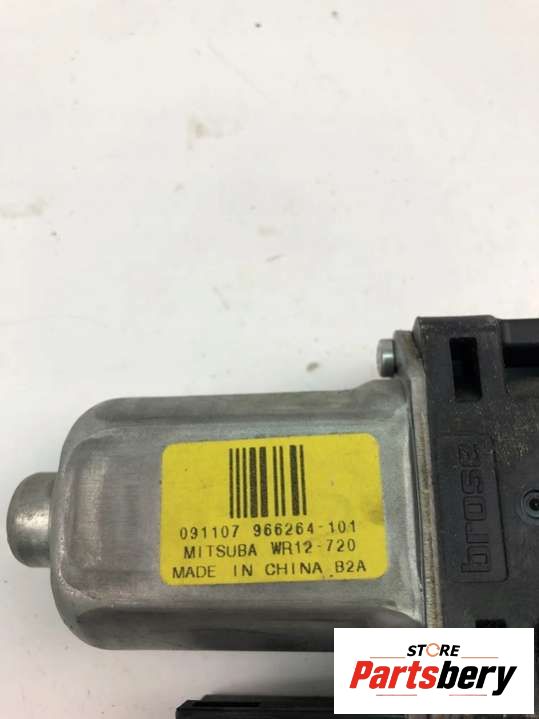 091107 966264-101
MITSUBA WR12-720
MADE IN CHINA B2A
brose
STORE
Partsbery